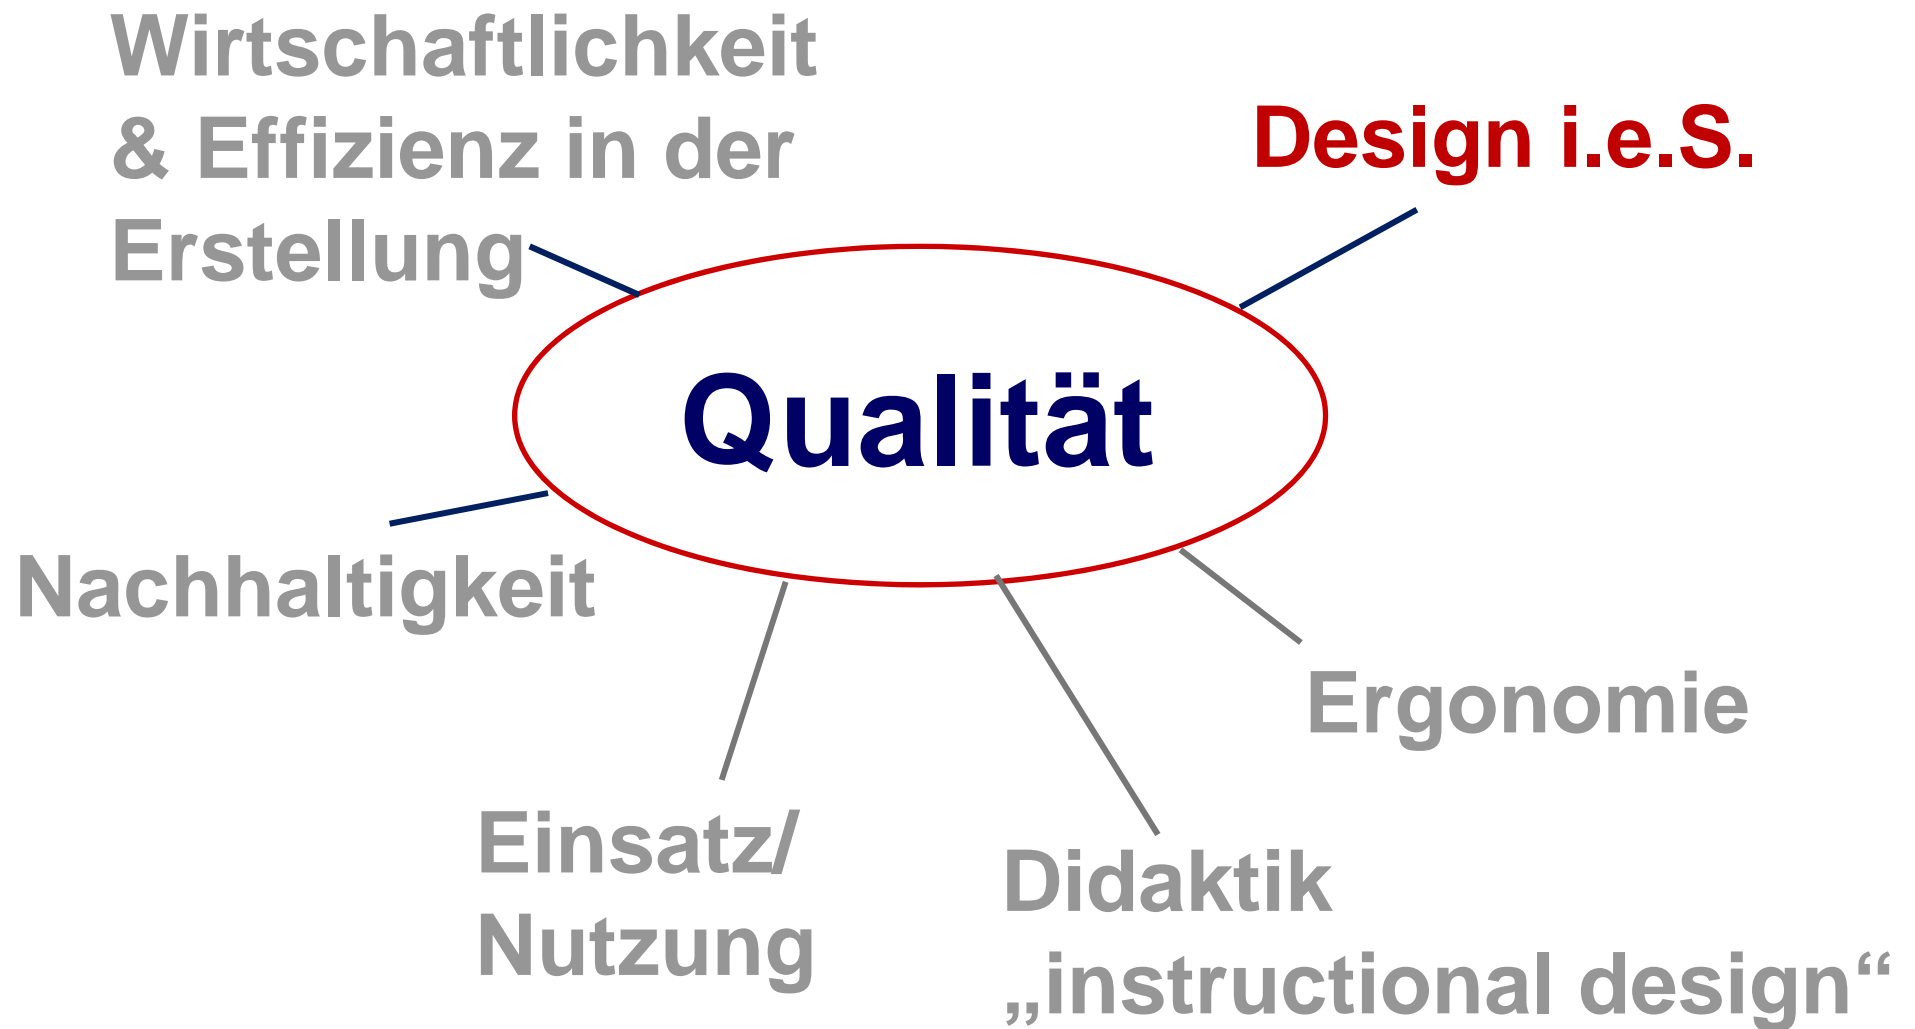 Wirtschaftlichkeit
& Effizienz in der
Erstellung
Design i.e.S.
Qualität
Nachhaltigkeit
Ergonomie
Einsatz/
Nutzung
Didaktik
„instructional design“